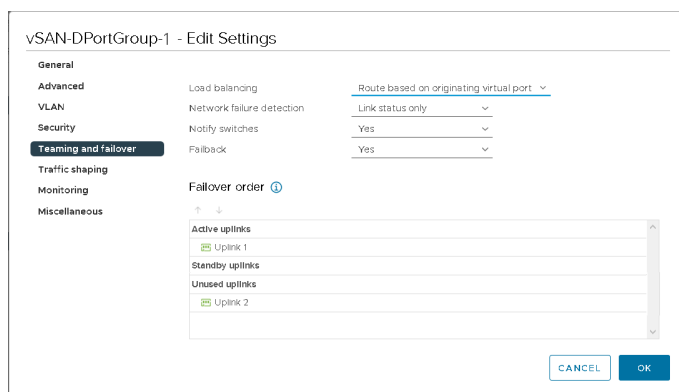 vSAN-DPortGroup-1 - Edit Settings
General
Advanced
VLAN
Security
Teaming and failover
Traffic shaping
Monitoring
Miscellaneous
Load balancing Route based on originating virtual port
Network failure detection Link status only
Notify switches Yes
Failback Yes
Failover order
Active uplinks
Uplink 1
Standby uplinks
Unused uplinks
Uplink 2
CANCEL OK